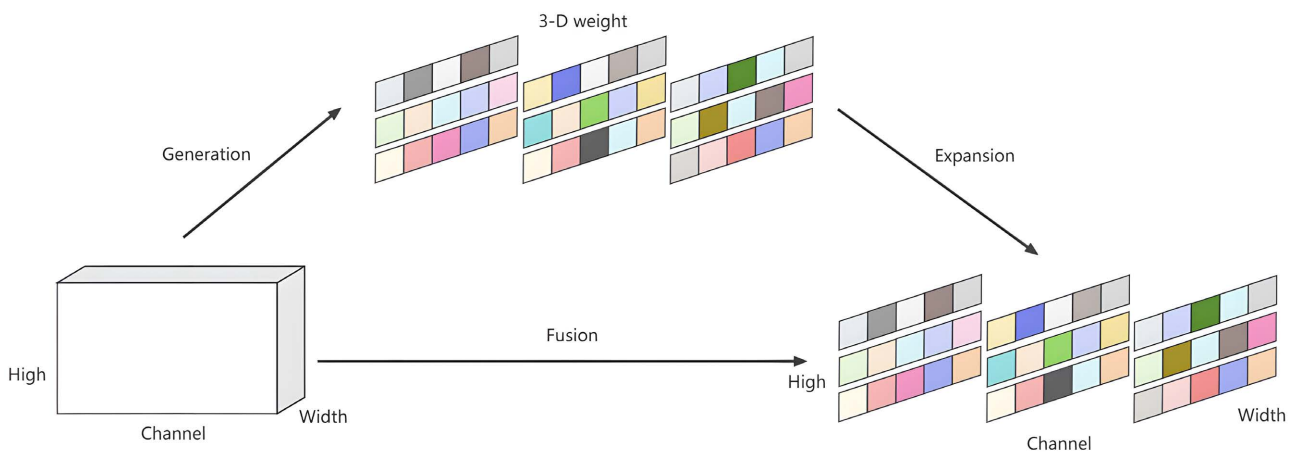 3-D weight
Generation
Expansion
Fusion
High
Width
Channel
High
Width
Channel